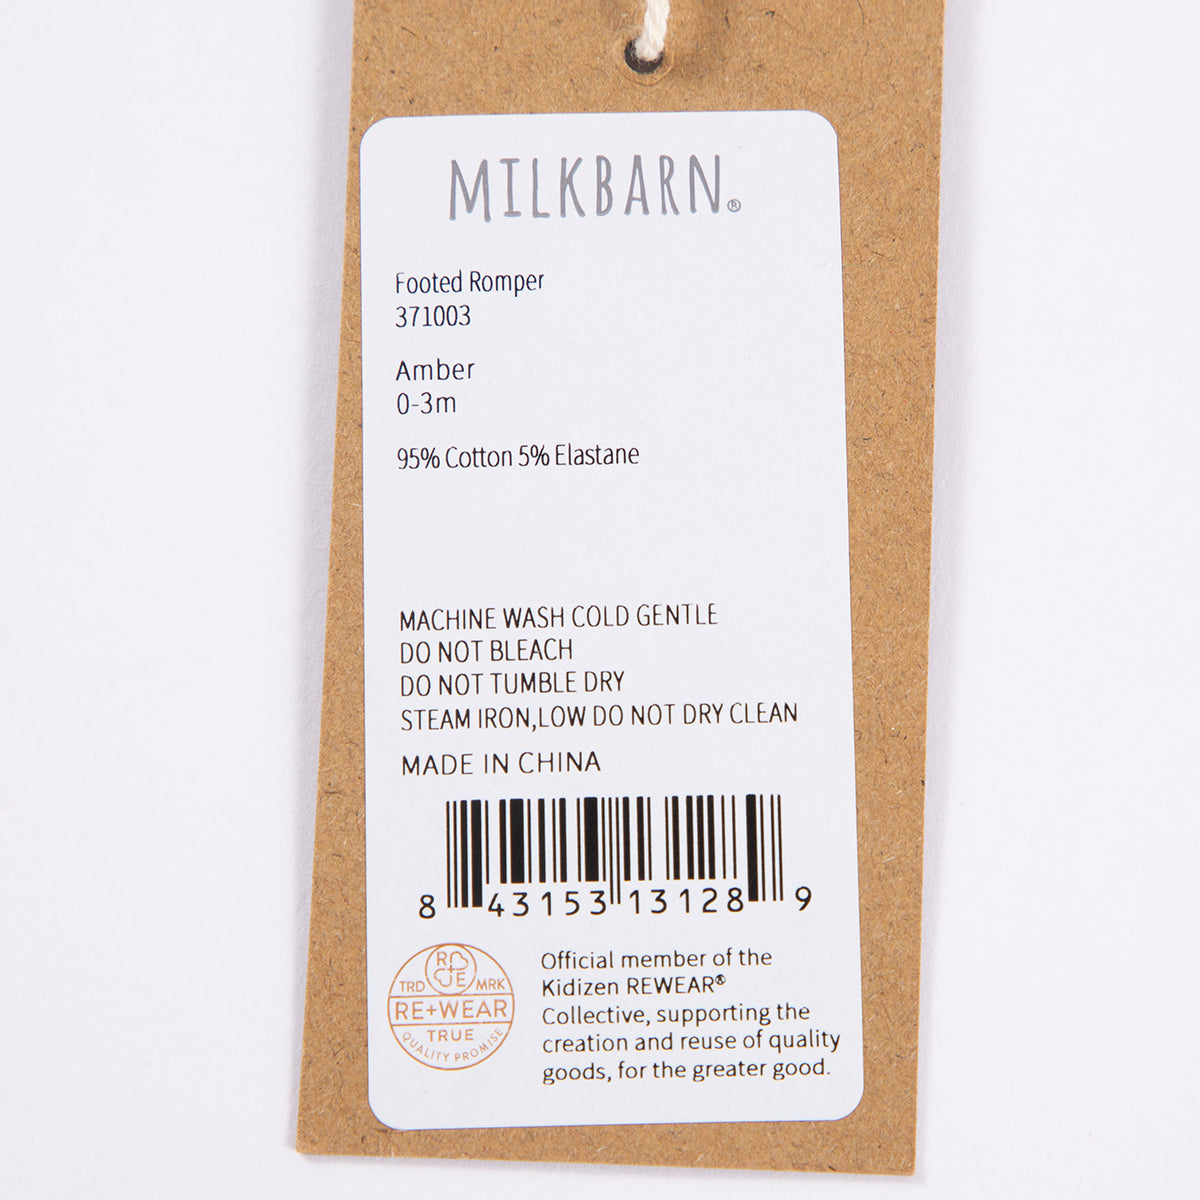 MILKBARN®
Footed Romper
371003
Amber
0-3m
95% Cotton 5% Elastane
MACHINE WASH COLD GENTLE
DO NOT BLEACH
DO NOT TUMBLE DRY
STEAM IRON,LOW DO NOT DRY CLEAN
MADE IN CHINA
8 43153 13128 9
R+
CE
TRD MRK
RE+WEAR
TRUE
QUALITY PROMISE
Official member of the
Kidizen REWEAR®
Collective, supporting the
creation and reuse of quality
goods, for the greater good.